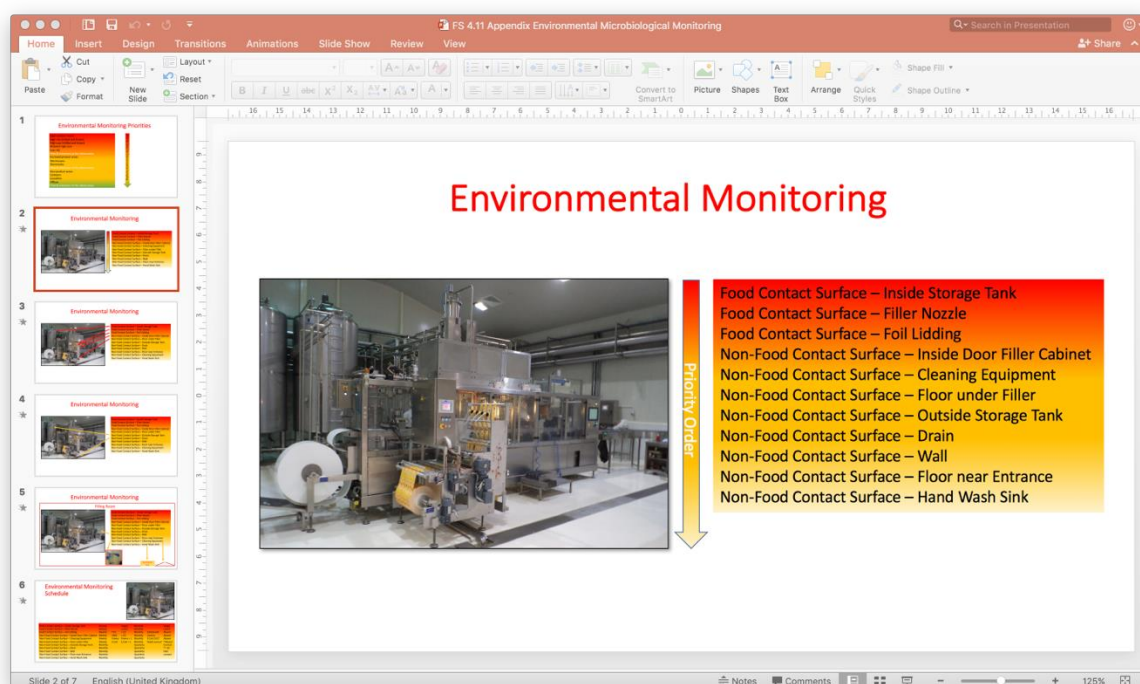 FS 4.11 Appendix Environmental Microbiological Monitoring
Search in Presentation
Home
Insert
Design
Transitions
Animations
Slide Show
Review
View
Share
Paste
Cut
Copy
Format
New Slide
Layout
Reset
Section
Convert to SmartArt
Picture
Shapes
Text Box
Arrange
Quick Styles
Shape Fill
Shape Outline
1
Environmental Monitoring Priorities
2
Environmental Monitoring
3
Environmental Monitoring
4
Environmental Monitoring
5
Environmental Monitoring
6
Environmental Monitoring
Schedule
Environmental Monitoring
Priority Order
Food Contact Surface – Inside Storage Tank
Food Contact Surface – Filler Nozzle
Food Contact Surface – Foil Lidding
Non-Food Contact Surface – Inside Door Filler Cabinet
Non-Food Contact Surface – Cleaning Equipment
Non-Food Contact Surface – Floor under Filler
Non-Food Contact Surface – Outside Storage Tank
Non-Food Contact Surface – Drain
Non-Food Contact Surface – Wall
Non-Food Contact Surface – Floor near Entrance
Non-Food Contact Surface – Hand Wash Sink
Slide 2 of 7
English (United Kingdom)
Notes
Comments
125%